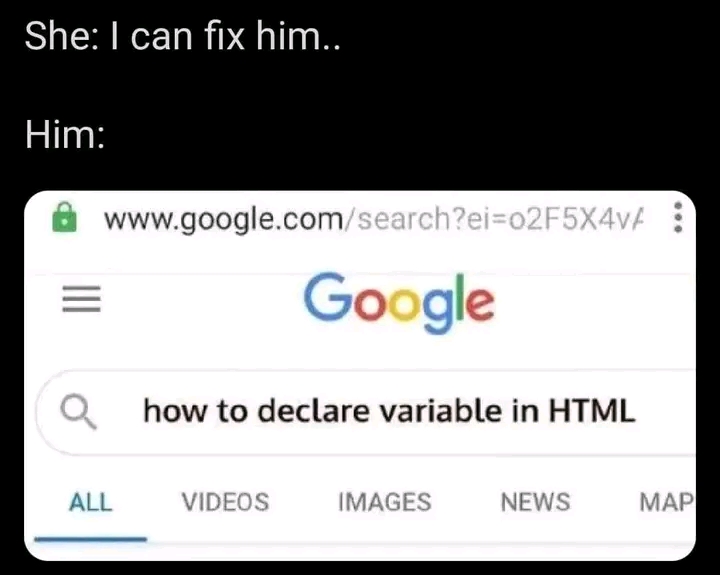 She: I can fix him..
Him:
www.google.com/search?ei=o2F5X4vA
Google
how to declare variable in HTML
ALL VIDEOS IMAGES NEWS MAP